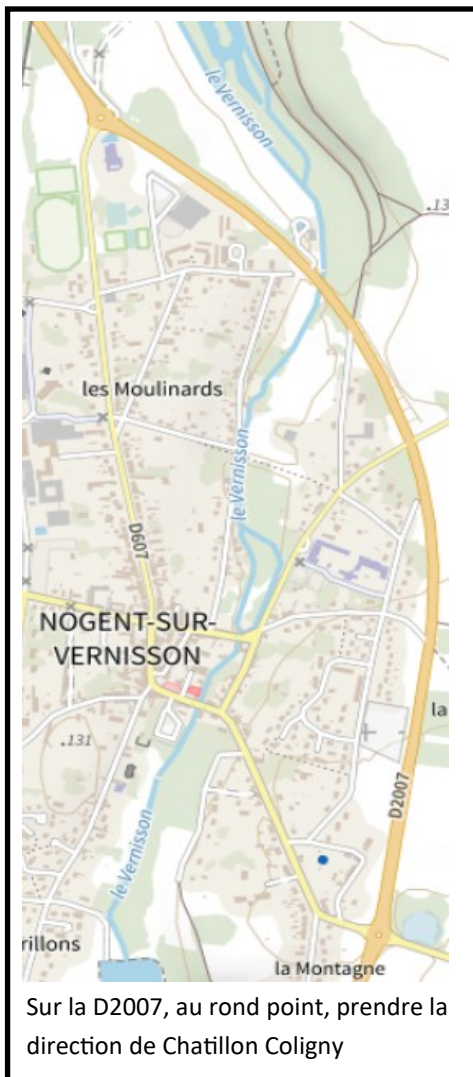 le Vernisson
.13
les Moulinards
le Vernisson
D607
NOGENT-SUR-
VERNISSON
la
.131
D2007
le Vernisson
rillons
la Montagne
Sur la D2007, au rond point, prendre la
direction de Chatillon Coligny